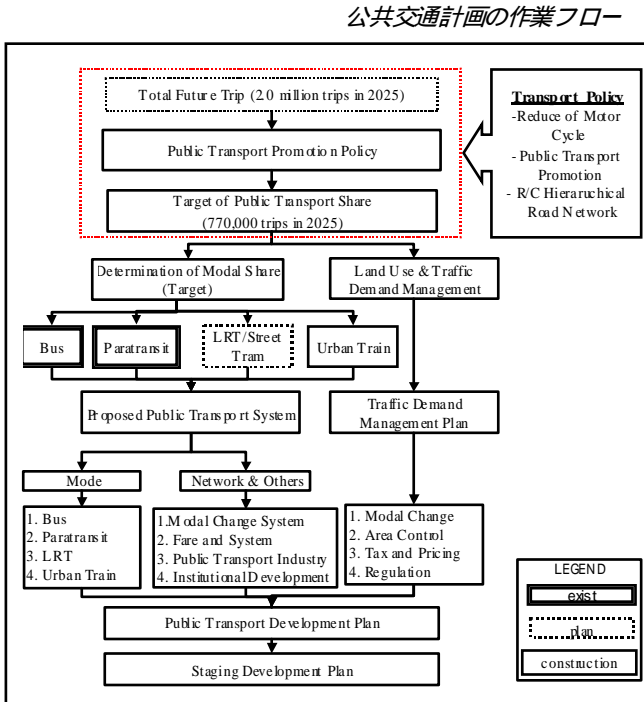 公共交通計画の作業フロー
Total Future Trip (2.0 million trips in 2025)
Public Transport Promotion Policy
Target of Public Transport Share
(770,000 trips in 2025)
Transport Policy
-Reduce of Motor
Cycle
- Public Transport
Promotion
- R/C Hieraruchical
Road Network
Determination of Modal Share
(Target)
Land Use & Traffic
Demand Management
Bus
Paratransit
LRT/Street
Tram
Urban Train
Proposed Public Transport System
Traffic Demand
Management Plan
Mode
Network & Others
1. Bus
2. Paratransit
3. LRT
4. Urban Train
1.Modal Change System
2. Fare and System
3. Public Transport Industry
4. Institutional Development
1. Modal Change
2. Area Control
3. Tax and Pricing
4. Regulation
Public Transport Development Plan
Staging Development Plan
LEGEND
exist
plan
construction